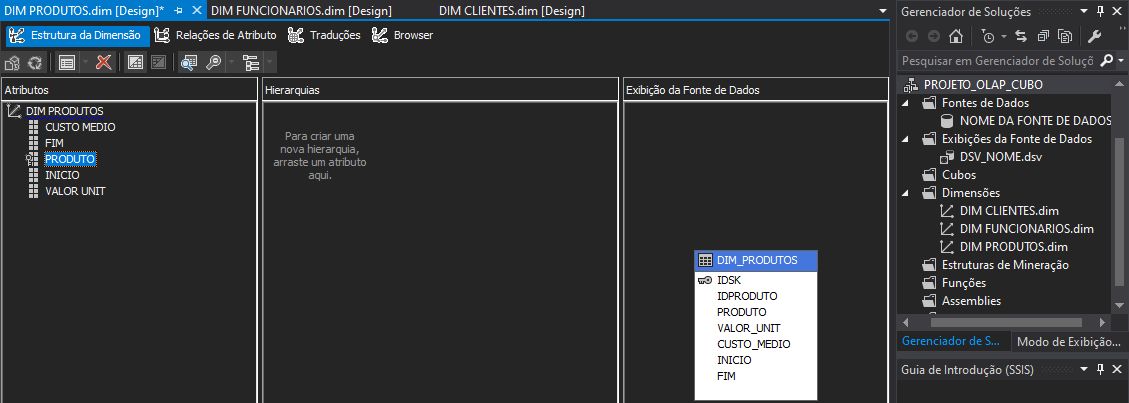 DIM PRODUTOS.dim [Design]*
DIM FUNCIONARIOS.dim [Design]
DIM CLIENTES.dim [Design]
Estrutura da Dimensão
Relações de Atributo
Traduções
Browser
Atributos
DIM PRODUTOS
CUSTO MEDIO
FIM
PRODUTO
INICIO
VALOR UNIT
Hierarquias
Para criar uma
nova hierarquia,
arraste um atributo
aqui.
Exibição da Fonte de Dados
DIM_PRODUTOS
IDSK
IDPRODUTO
PRODUTO
VALOR_UNIT
CUSTO_MEDIO
INICIO
FIM
Gerenciador de Soluções
Pesquisar em Gerenciador de Soluçõ
PROJETO_OLAP_CUBO
Fontes de Dados
NOME DA FONTE DE DADOS
Exibições da Fonte de Dados
DSV_NOME.dsv
Cubos
Dimensões
DIM CLIENTES.dim
DIM FUNCIONARIOS.dim
DIM PRODUTOS.dim
Estruturas de Mineração
Funções
Assemblies
Gerenciador de S...
Modo de Exibição...
Guia de Introdução (SSIS)